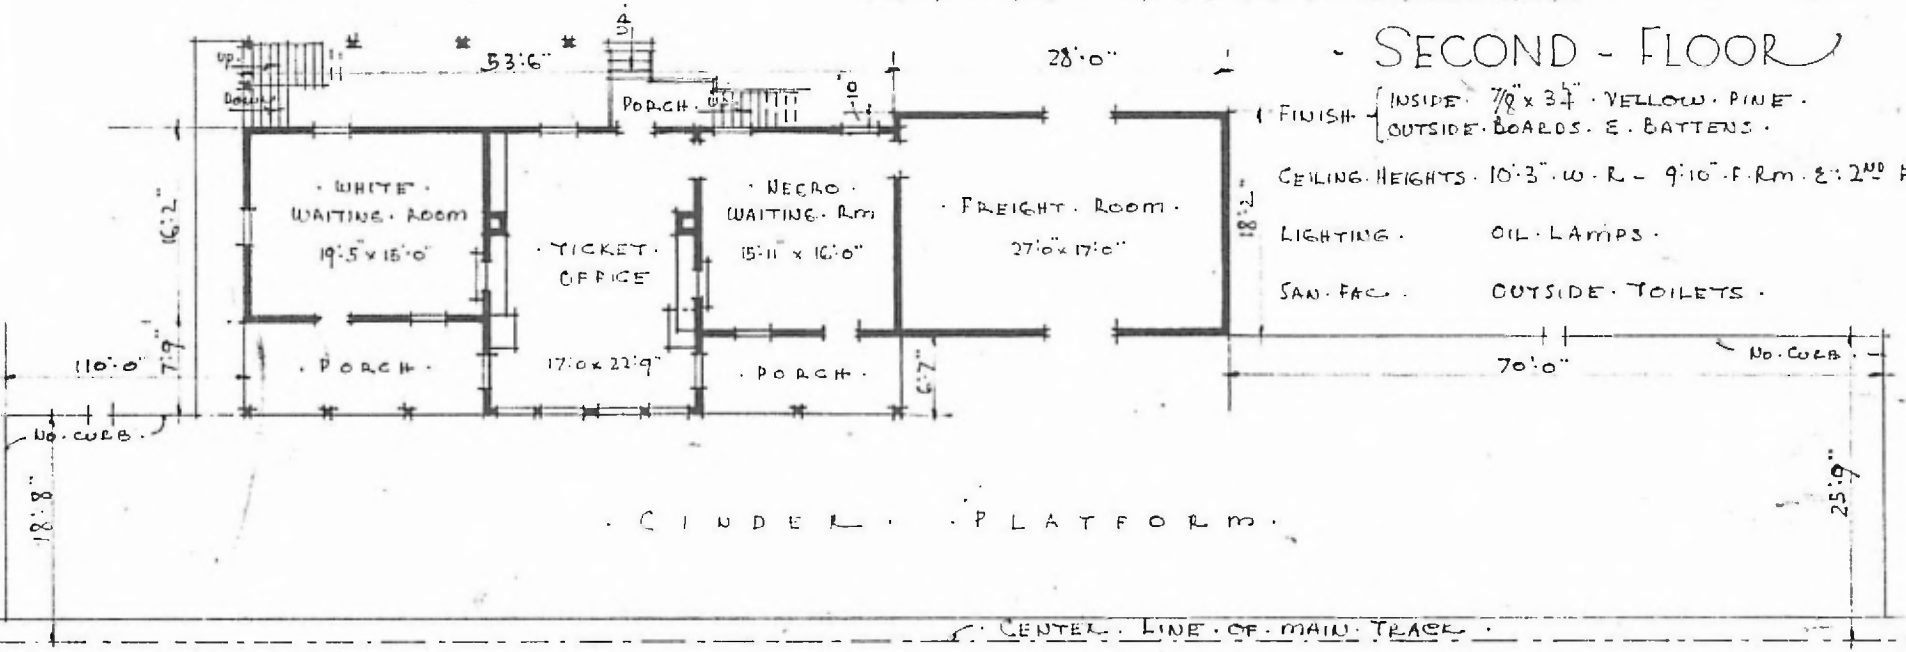 - SECOND - FLOOR
FINISH - INSIDE. 7/8" x 3 1/4" . YELLOW . PINE .
OUTSIDE . BOARDS . & . BATTENS .
CEILING . HEIGHTS . 10'-3" . W . R - 9'-10" . F . Rm . & . 2ND
LIGHTING . OIL . LAMPS .
SAN . FAC . OUTSIDE . TOILETS .
53'-6"
28'-0"
UP
UP.
DOWN
PORCH .
. WHITE .
WAITING . ROOM
19'-5" x 15'-0"
. TICKET .
OFFICE
17'-0 x 22'-9"
. NEGRO .
WAITING . Rm
15'-11" x 16'-0"
. FREIGHT . ROOM .
27'-0" x 17'-0"
18'-2"
16'-2"
7'-9"
110'-0"
. PORCH .
. PORCH .
6'-7"
70'-0"
NO . CURB .
NO . CURB .
18'-8"
25'-9"
. CINDER . . PLATFORM .
. CENTER . LINE . OF . MAIN . TRACK .